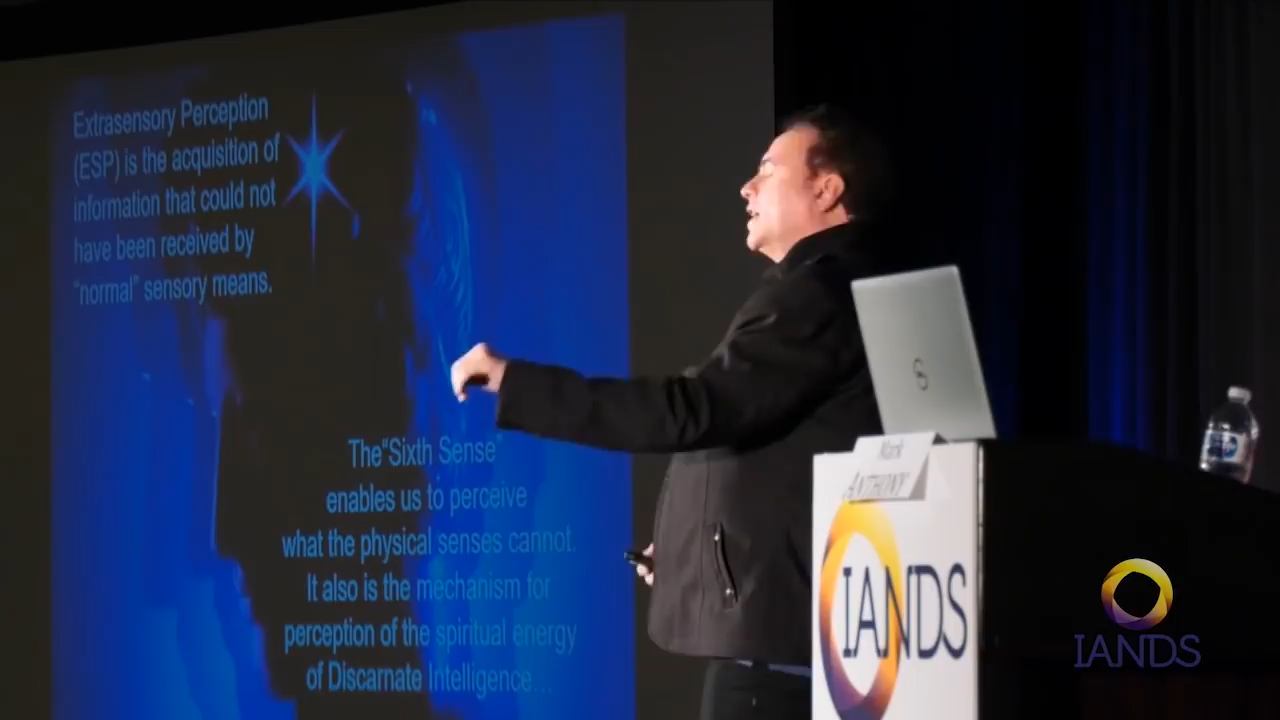 Extrasensory Perception
(ESP) is the acquisition of
information that could not
have been received by
“normal” sensory means.
The“Sixth Sense”
enables us to perceive
what the physical senses cannot.
It also is the mechanism for
perception of the spiritual energy
of Discarnate Intelligence…
Mark
ANTHONY
IANDS
IANDS